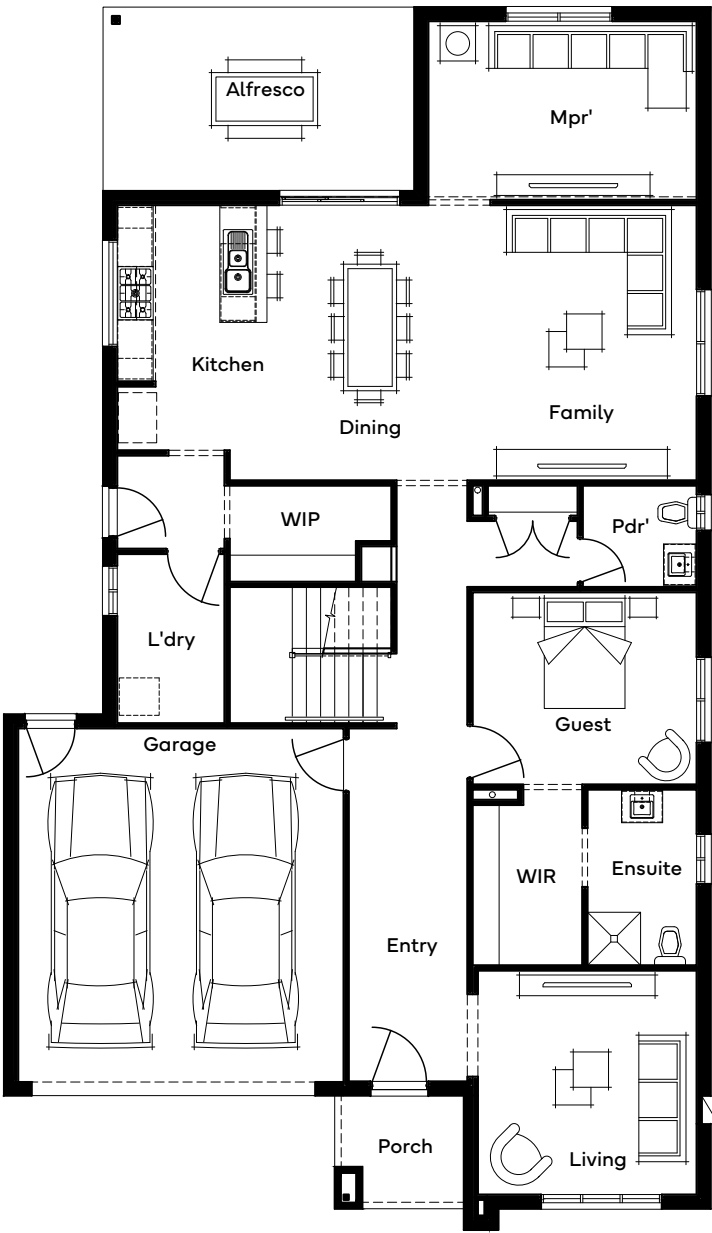 Alfresco
Mpr'
Kitchen
Dining
Family
WIP
Pdr'
L'dry
Guest
Garage
WIR
Ensuite
Entry
Porch
Living